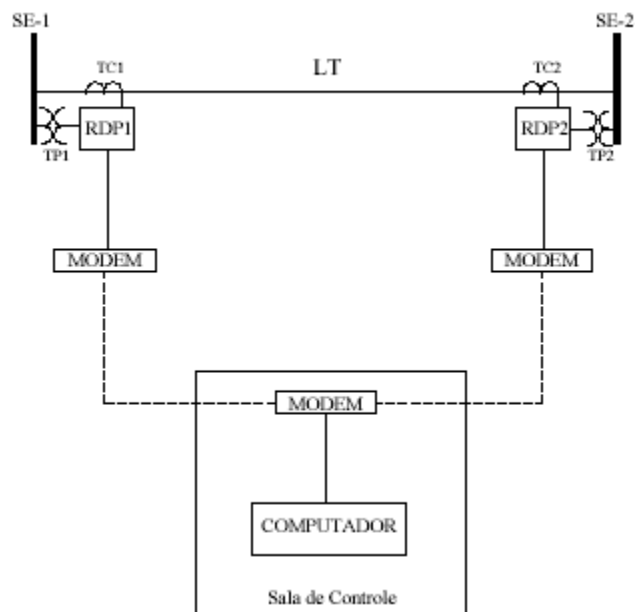 SE-1
SE-2
TC1
LT
TC2
RDP1
RDP2
TP1
TP2
MODEM
MODEM
MODEM
COMPUTADOR
Sala de Controle